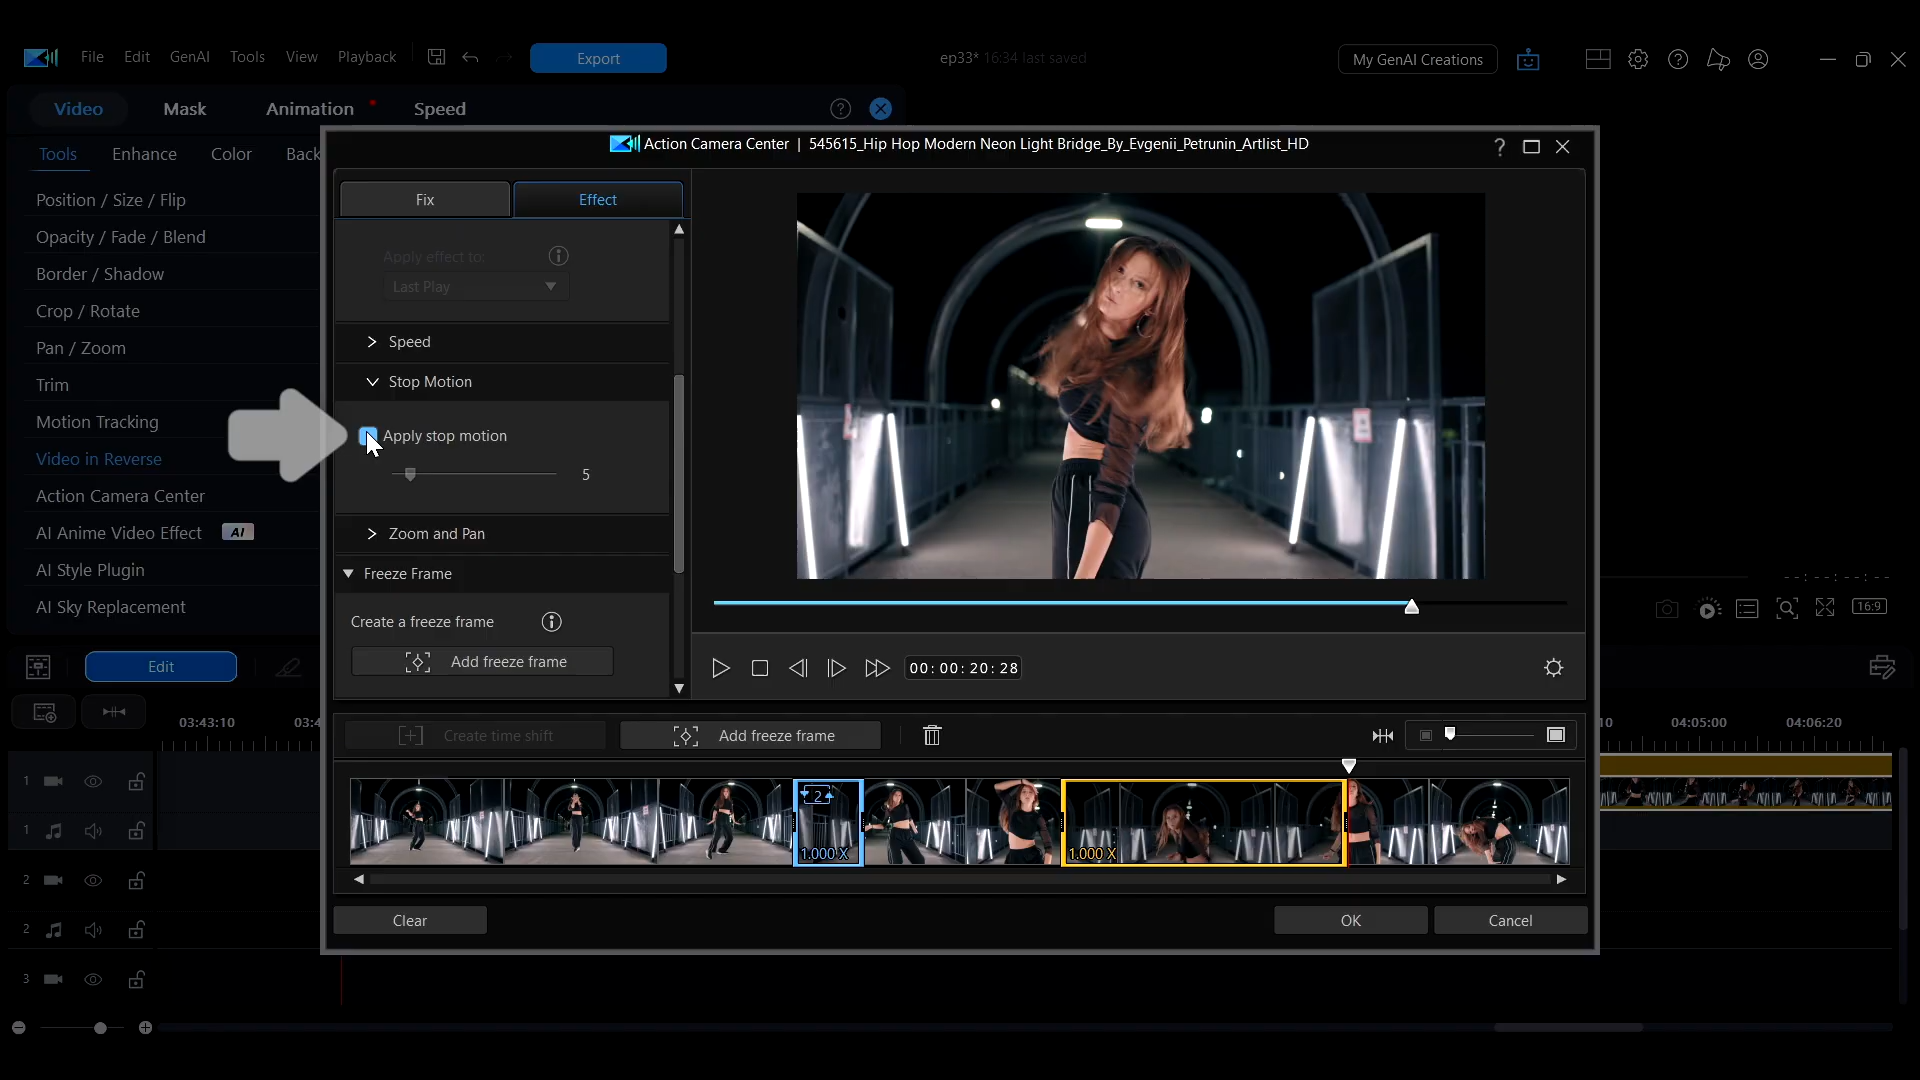 File Edit GenAI Tools View Playback Export ep33* 16:34 last saved My GenAI Creations
Video Mask Animation Speed
Action Camera Center | 545615_Hip Hop Modern Neon Light Bridge_By_Evgenii_Petrunin_Artlist_HD
Tools Enhance Color Back
Position / Size / Flip
Opacity / Fade / Blend
Border / Shadow
Crop / Rotate
Pan / Zoom
Trim
Motion Tracking
Video in Reverse
Action Camera Center
AI Anime Video Effect AI
AI Style Plugin
AI Sky Replacement
Fix Effect
Apply effect to:
Last Play
Speed
Stop Motion
Apply stop motion
5
Zoom and Pan
Freeze Frame
Create a freeze frame
Add freeze frame
00:00:20:28
16:9
Edit
Create time shift Add freeze frame
03:43:10 03:4
10 04:05:00 04:06:20
2
1.000 X 1.000 X
1
1
2
2
3
Clear OK Cancel